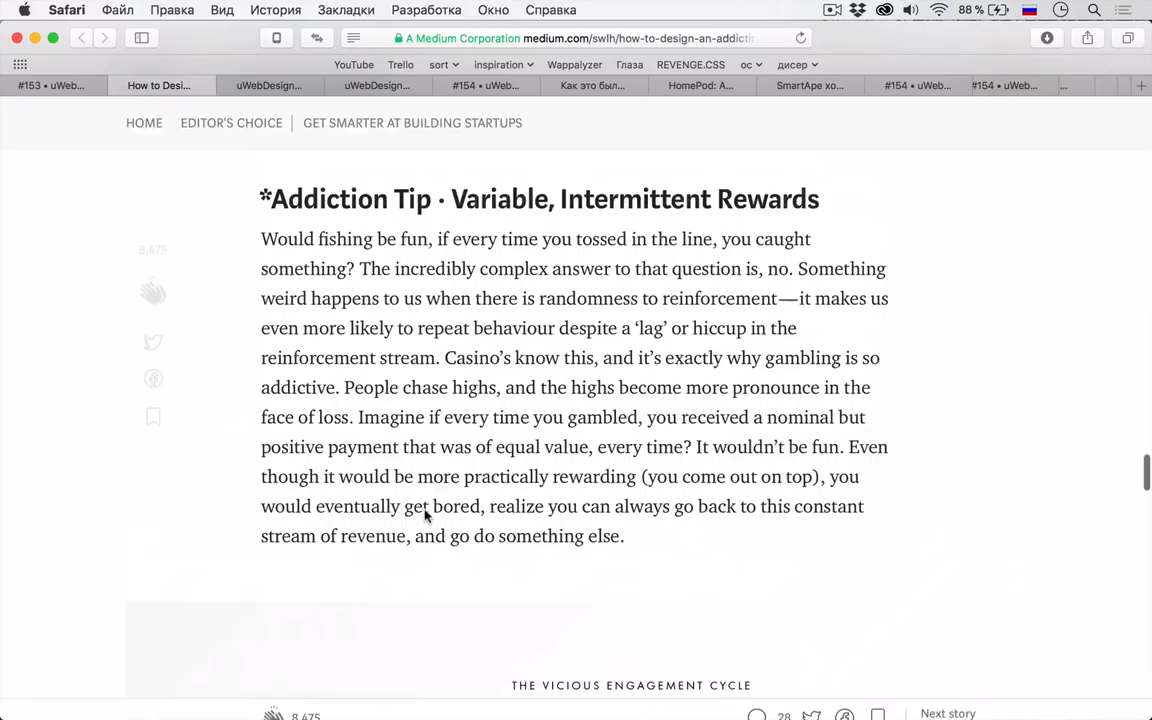 Safari Файл Правка Вид История Закладки Разработка Окно Справка 88 %
A Medium Corporation medium.com/swlh/how-to-design-an-addictin
YouTube Trello sort inspiration Wappalyzer Глаза REVENGE.CSS ос дисер
#153 • uWeb... How to Desi... uWebDesign... uWebDesign... #154 • uWeb... Как это был... HomePod: A... SmartApe хо... #154 • uWeb... #154 • uWeb... ...
HOME EDITOR'S CHOICE GET SMARTER AT BUILDING STARTUPS
*Addiction Tip · Variable, Intermittent Rewards
Would fishing be fun, if every time you tossed in the line, you caught
something? The incredibly complex answer to that question is, no. Something
weird happens to us when there is randomness to reinforcement—it makes us
even more likely to repeat behaviour despite a ‘lag’ or hiccup in the
reinforcement stream. Casino’s know this, and it’s exactly why gambling is so
addictive. People chase highs, and the highs become more pronounce in the
face of loss. Imagine if every time you gambled, you received a nominal but
positive payment that was of equal value, every time? It wouldn’t be fun. Even
though it would be more practically rewarding (you come out on top), you
would eventually get bored, realize you can always go back to this constant
stream of revenue, and go do something else.
8,475
THE VICIOUS ENGAGEMENT CYCLE
8,475 28 Next story